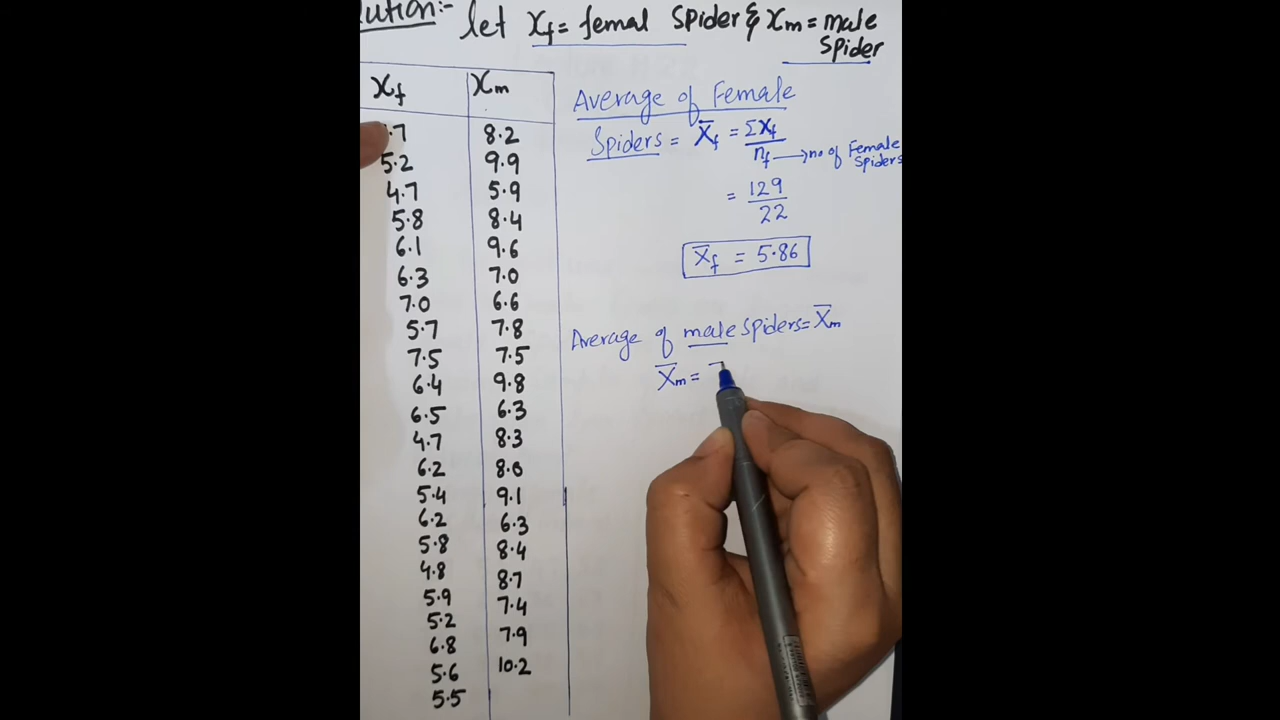 let Xf = femal Spider & Xm = male
Spider
Xf Xm
.7 8.2
5.2 9.9
4.7 5.9
5.8 8.4
6.1 9.6
6.3 7.0
7.0 6.6
5.7 7.8
7.5 7.5
6.4 9.8
6.5 6.3
4.7 8.3
6.2 8.0
5.4 9.1
6.2 6.3
5.8 8.4
4.8 8.7
5.9 7.4
5.2 7.9
6.8 10.2
5.6
5.5
Average of Female
Spiders = X̄f = ΣXf / nf → no of Female
Spiders
= 129 / 22
X̄f = 5.86
Average of male Spiders = X̄m
X̄m =